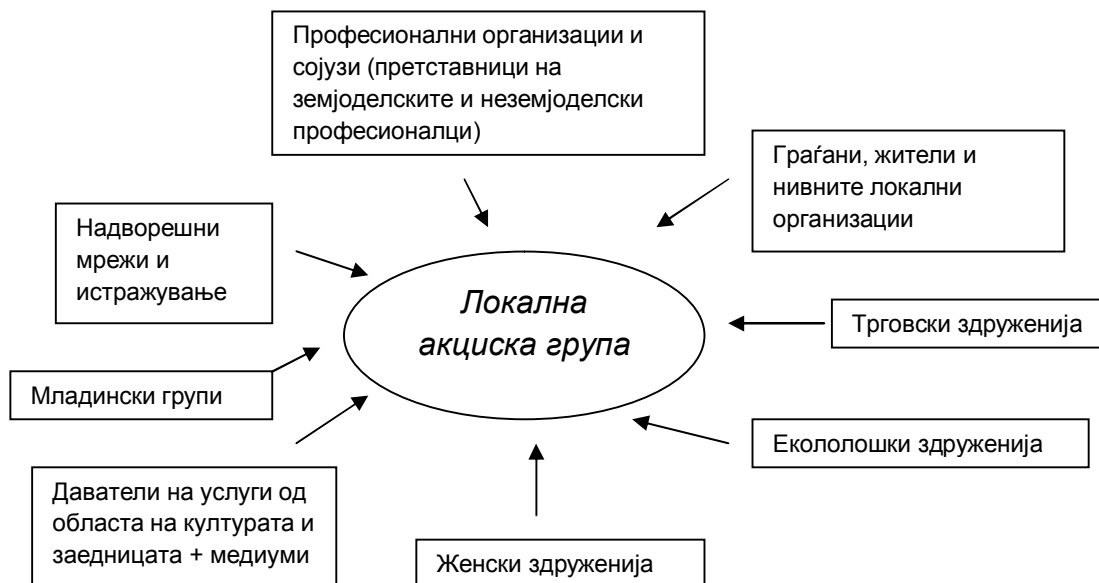 Професионални организации и
сојузи (претставници на
земјоделските и неземјоделски
професионалци)
Граѓани, жители и
нивните локални
организации
Надворешни
мрежи и
истражување
Локална
акциска група
Трговски здруженија
Младински групи
Екололошки здруженија
Даватели на услуги од
областа на културата и
заедницата + медиуми
Женски здруженија